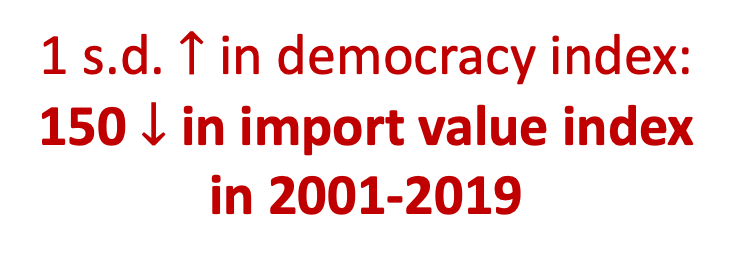 1 s.d. ↑ in democracy index:
150 ↓ in import value index
in 2001-2019